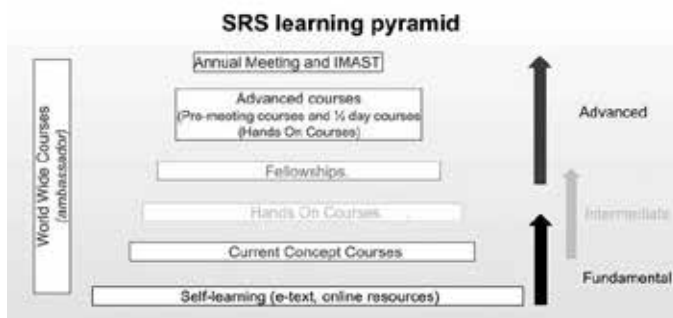 SRS learning pyramid
Annual Meeting and IMAST
Advanced courses
(Pre-meeting courses and ½ day courses
(Hands On Courses)
Fellowships.
Hands On Courses
Current Concept Courses
Self-learning (e-text, online resources)
World Wide Courses
(ambassador)
Advanced
Intermediate
Fundamental